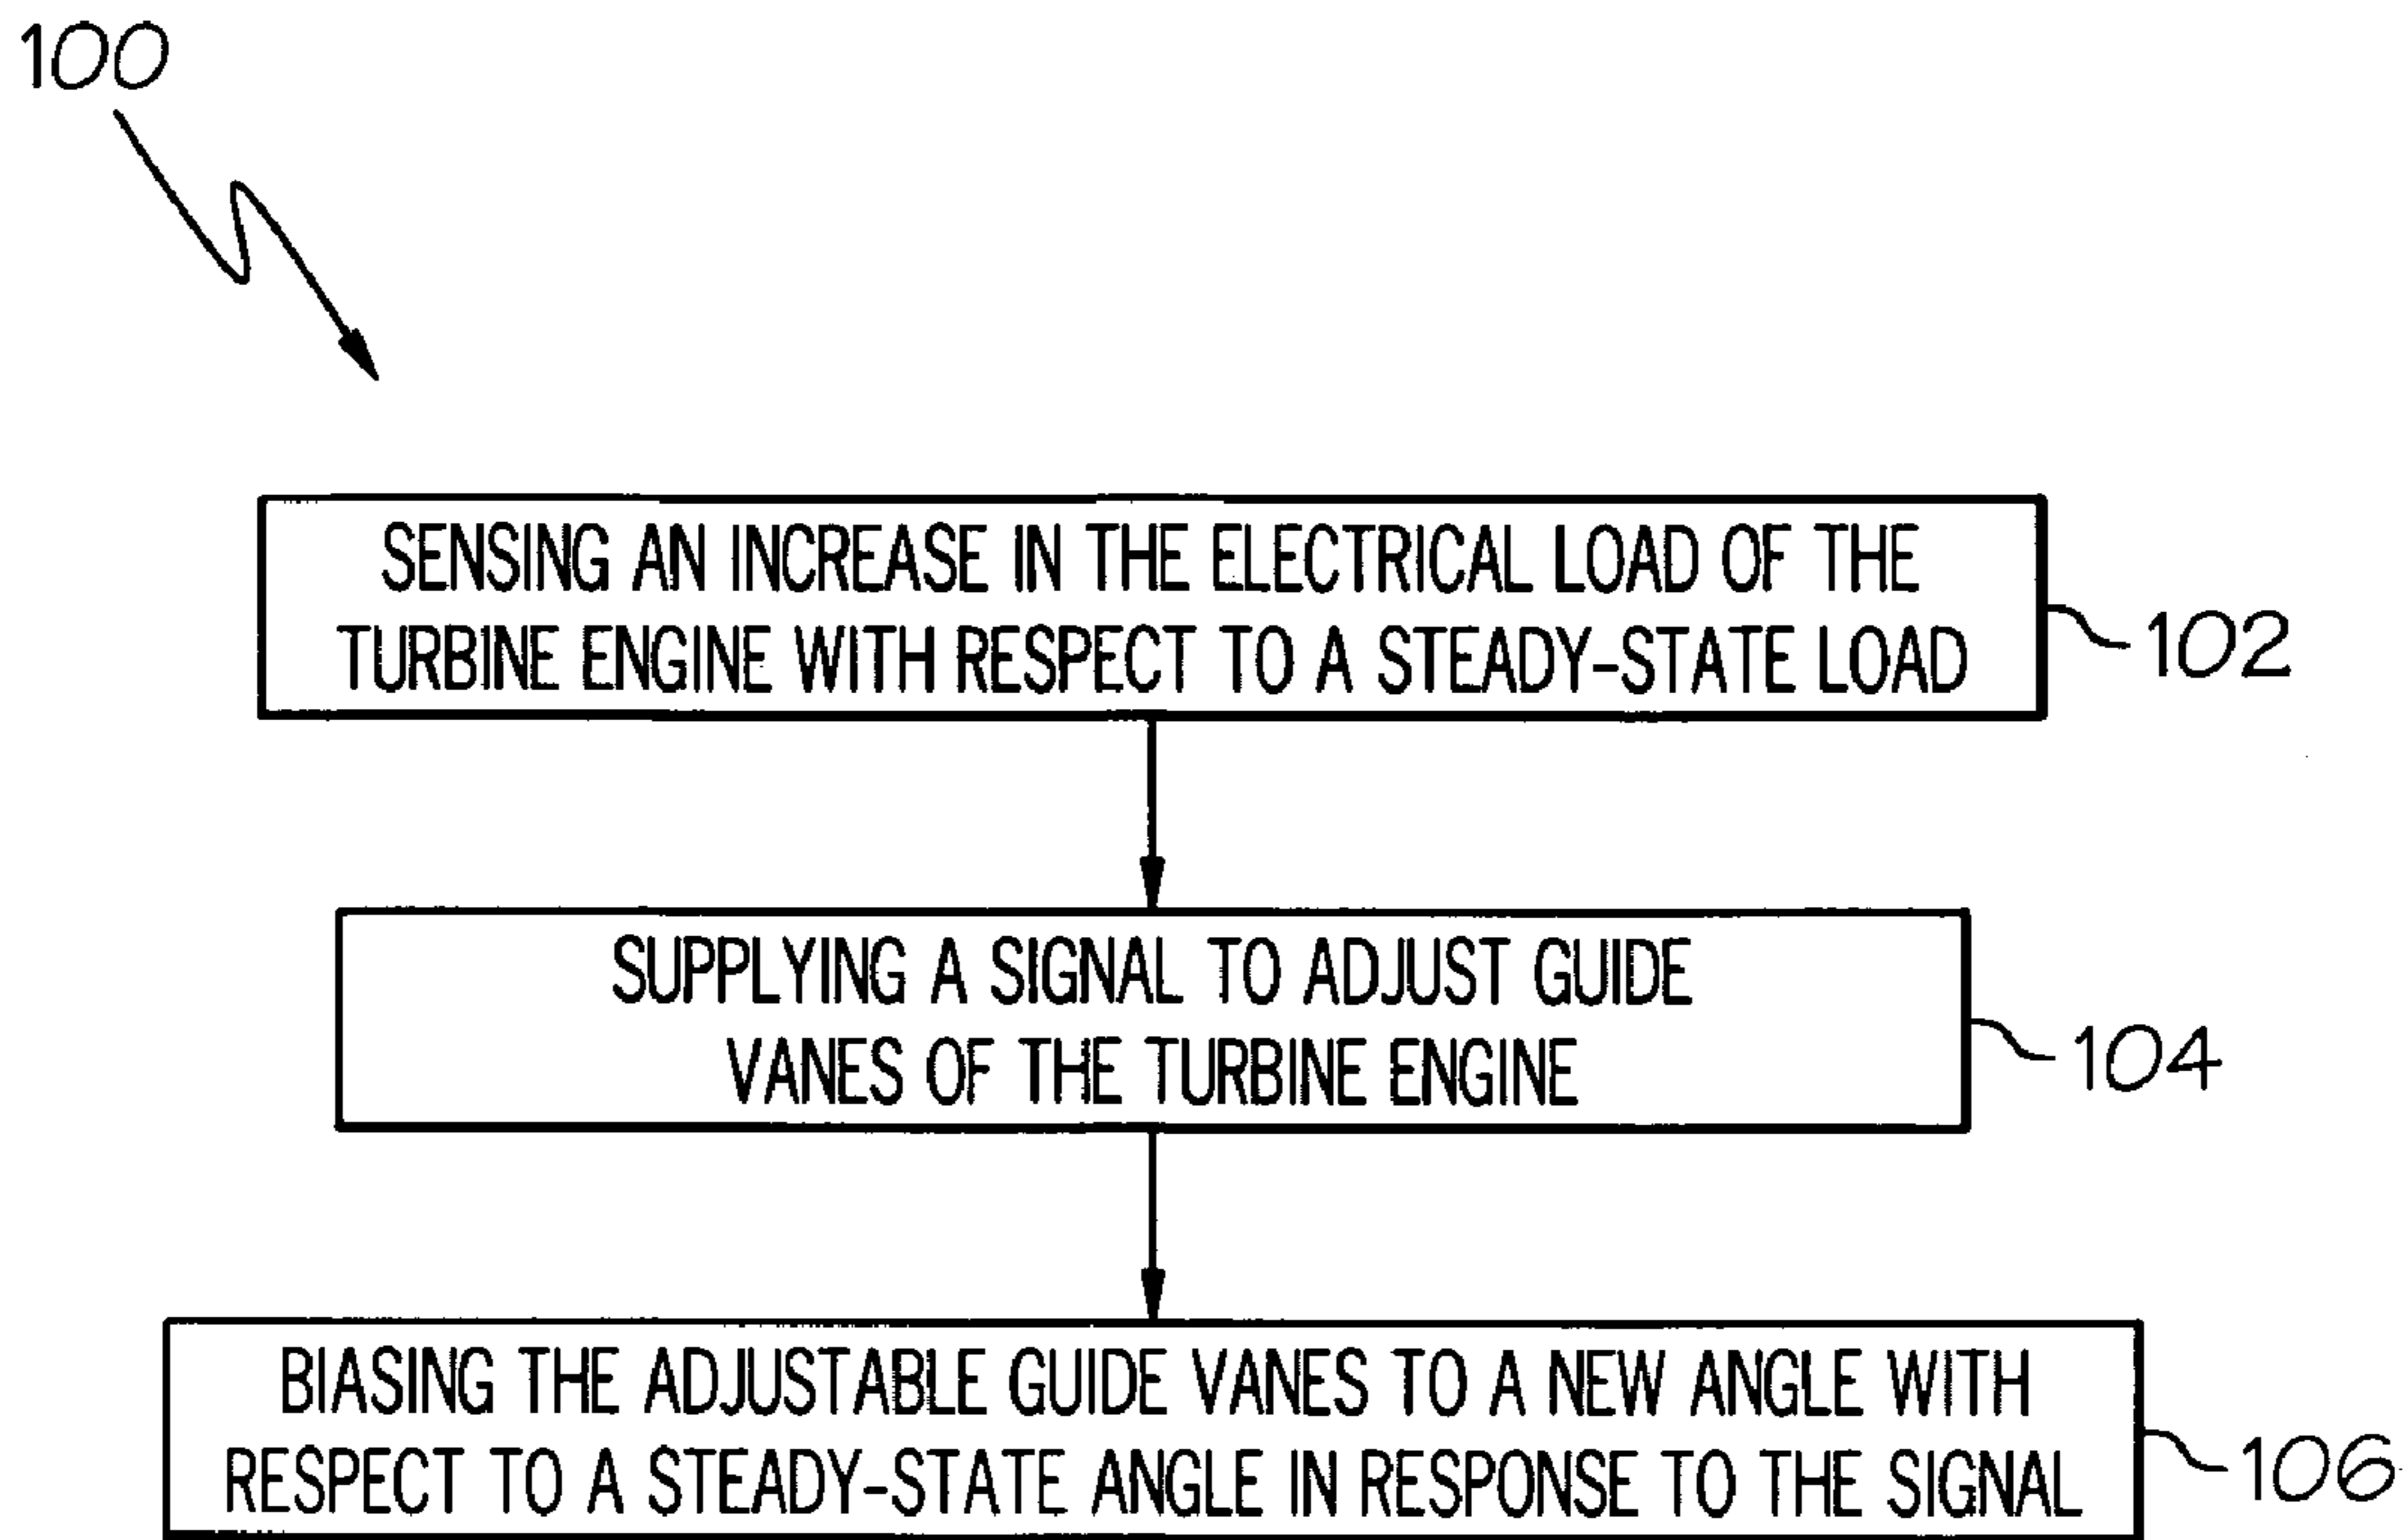 100
SENSING AN INCREASE IN THE ELECTRICAL LOAD OF THE
TURBINE ENGINE WITH RESPECT TO A STEADY-STATE LOAD
102
SUPPLYING A SIGNAL TO ADJUST GUIDE
VANES OF THE TURBINE ENGINE
104
BIASING THE ADJUSTABLE GUIDE VANES TO A NEW ANGLE WITH
RESPECT TO A STEADY-STATE ANGLE IN RESPONSE TO THE SIGNAL
106